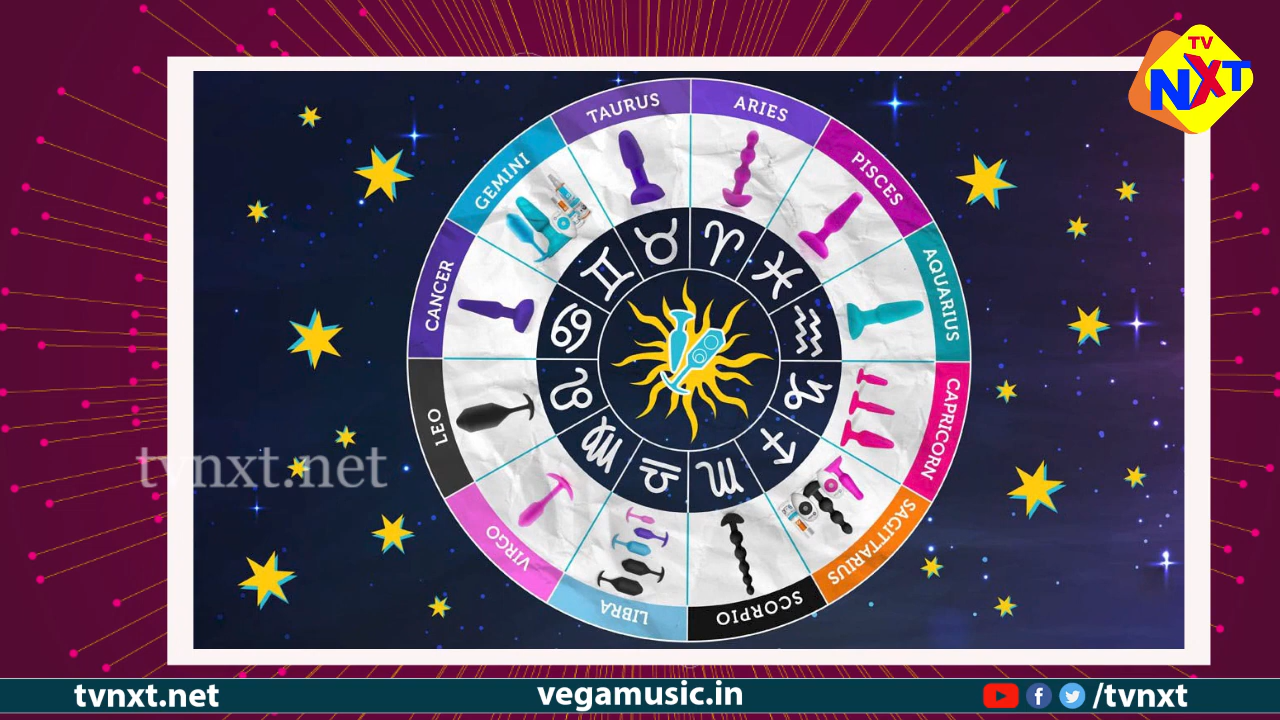 TV
NXT
TAURUS
ARIES
GEMINI
PISCES
CANCER
AQUARIUS
LEO
CAPRICORN
VIRGO
SAGITTARIUS
LIBRA
SCORPIO
tvnxt.net
tvnxt.net
vegamusic.in
/tvnxt